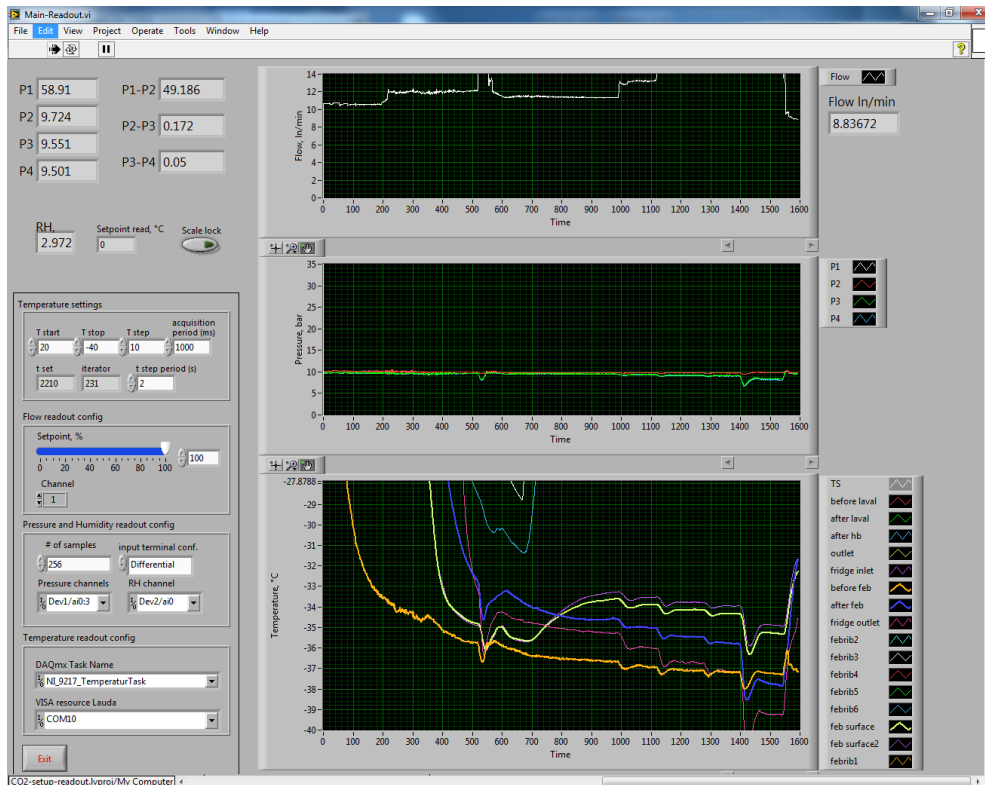 Main-Readout.vi
File Edit View Project Operate Tools Window Help
P1 58.91 P1-P2 49.186
P2 9.724 P2-P3 0.172
P3 9.551 P3-P4 0.05
P4 9.501
RH, 2.972
Setpoint read, °C 0
Scale lock
Temperature settings
T start T stop T step acquisition period (ms)
20 -40 10 1000
t set iterator t step period (s)
2210 231 2
Flow readout config
Setpoint, %
0 20 40 60 80 100
100
Channel
1
Pressure and Humidity readout config
# of samples input terminal conf.
256 Differential
Pressure channels RH channel
Dev1/ai0:3 Dev2/ai0
Temperature readout config
DAQmx Task Name
NI_9217_TemperaturTask
VISA resource Lauda
COM10
Exit
CO2-setup-readout.lvproj/My Computer
Flow, ln/min
14
12
10
8
6
4
2
0
0 100 200 300 400 500 600 700 800 900 1000 1100 1200 1300 1400 1500 1600
Time
Flow
Flow ln/min
8.83672
Pressure, bar
35
30
25
20
15
10
5
0
0 100 200 300 400 500 600 700 800 900 1000 1100 1200 1300 1400 1500 1600
Time
P1
P2
P3
P4
Temperature, °C
-27.8788
-29
-30
-31
-32
-33
-34
-35
-36
-37
-38
-39
-40
0 100 200 300 400 500 600 700 800 900 1000 1100 1200 1300 1400 1500 1600
Time
TS
before laval
after laval
after hb
outlet
fridge inlet
before feb
after feb
fridge outlet
febrib2
febrib3
febrib4
febrib5
febrib6
feb surface
feb surface2
febrib1